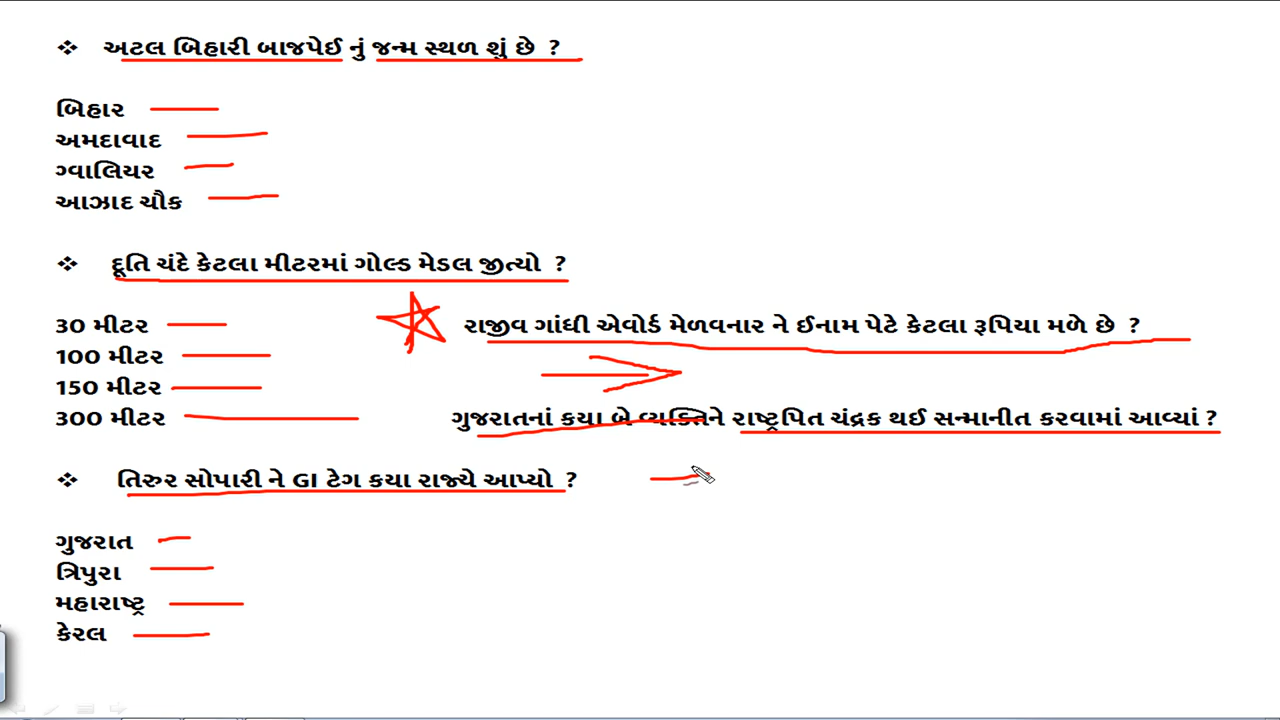 ❖ અટલ બિહારી બાજપેઈ નું જન્મ સ્થળ શું છે ?
બિહાર
અમદાવાદ
ગ્વાલિયર
આઝાદ ચૌક
❖ દૂતિ ચંદે કેટલા મીટરમાં ગોલ્ડ મેડલ જીત્યો ?
30 મીટર
100 મીટર
150 મીટર
300 મીટર
રાજીવ ગાંધી એવોર્ડ મેળવનાર ને ઈનામ પેટે કેટલા રૂપિયા મળે છે ?
ગુજરાતનાં કયા બે વ્યક્તિને રાષ્ટ્રપિત ચંદ્રક થઈ સન્માનીત કરવામાં આવ્યાં ?
❖ તિરુર સોપારી ને GI ટેગ કયા રાજ્યે આપ્યો ?
ગુજરાત
ત્રિપુરા
મહારાષ્ટ્ર
કેરલ